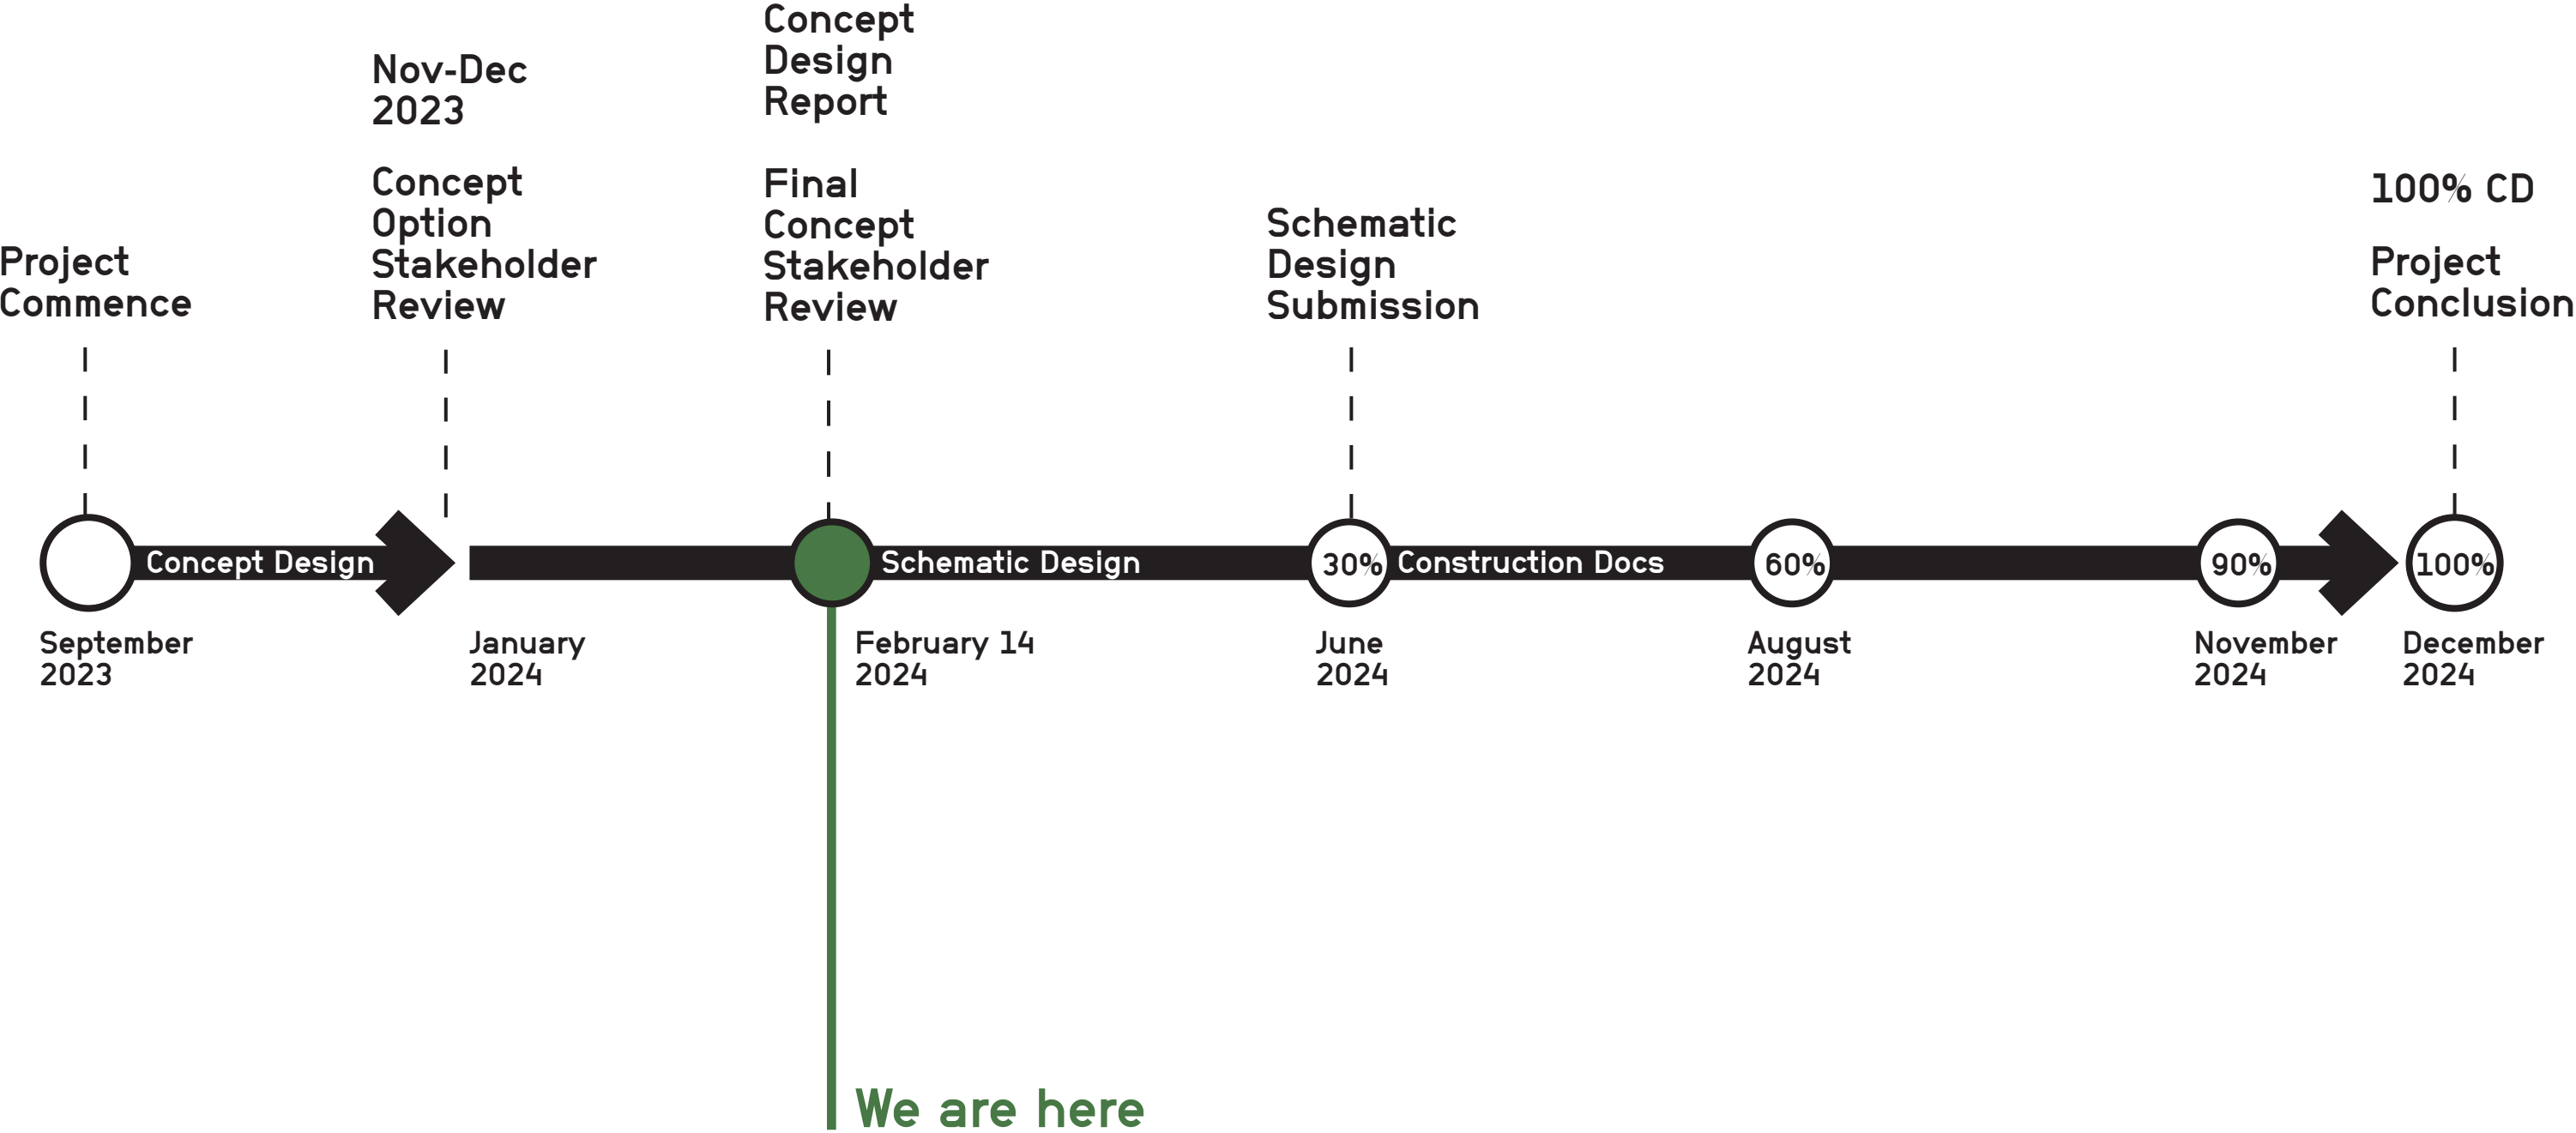 Project
Commence
Nov-Dec
2023
Concept
Option
Stakeholder
Review
Concept
Design
Report
Final
Concept
Stakeholder
Review
Schematic
Design
Submission
100% CD
Project
Conclusion
Concept Design
Schematic Design
30%
Construction Docs
60%
90%
100%
September
2023
January
2024
February 14
2024
June
2024
August
2024
November
2024
December
2024
We are here